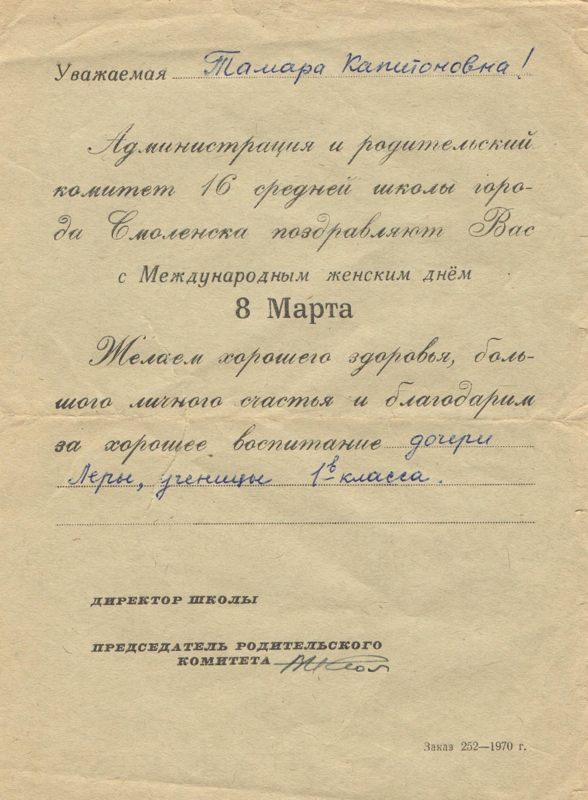 Уважаемая Тамара Капитоновна!
Администрация и родительский
комитет 16 средней школы горо-
да Смоленска поздравляют Вас
с Международным женским днём
8 Марта
Желаем хорошего здоровья, боль-
шого личного счастья и благодарим
за хорошее воспитание дочери
Леры, ученицы 1в класса.
ДИРЕКТОР ШКОЛЫ
ПРЕДСЕДАТЕЛЬ РОДИТЕЛЬСКОГО
КОМИТЕТА
Заказ 252—1970 г.